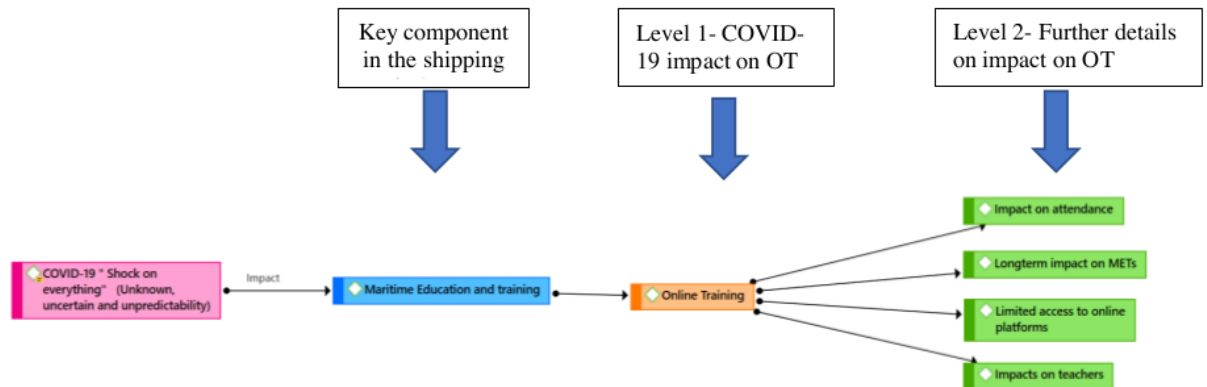 Key component
in the shipping
Level 1- COVID-
19 impact on OT
Level 2- Further details
on impact on OT
COVID-19 " Shock on
everything" (Unknown,
uncertain and unpredictability)
Impact
Maritime Education and training
Online Training
Impact on attendance
Longterm impact on METs
Limited access to online
platforms
Impacts on teachers